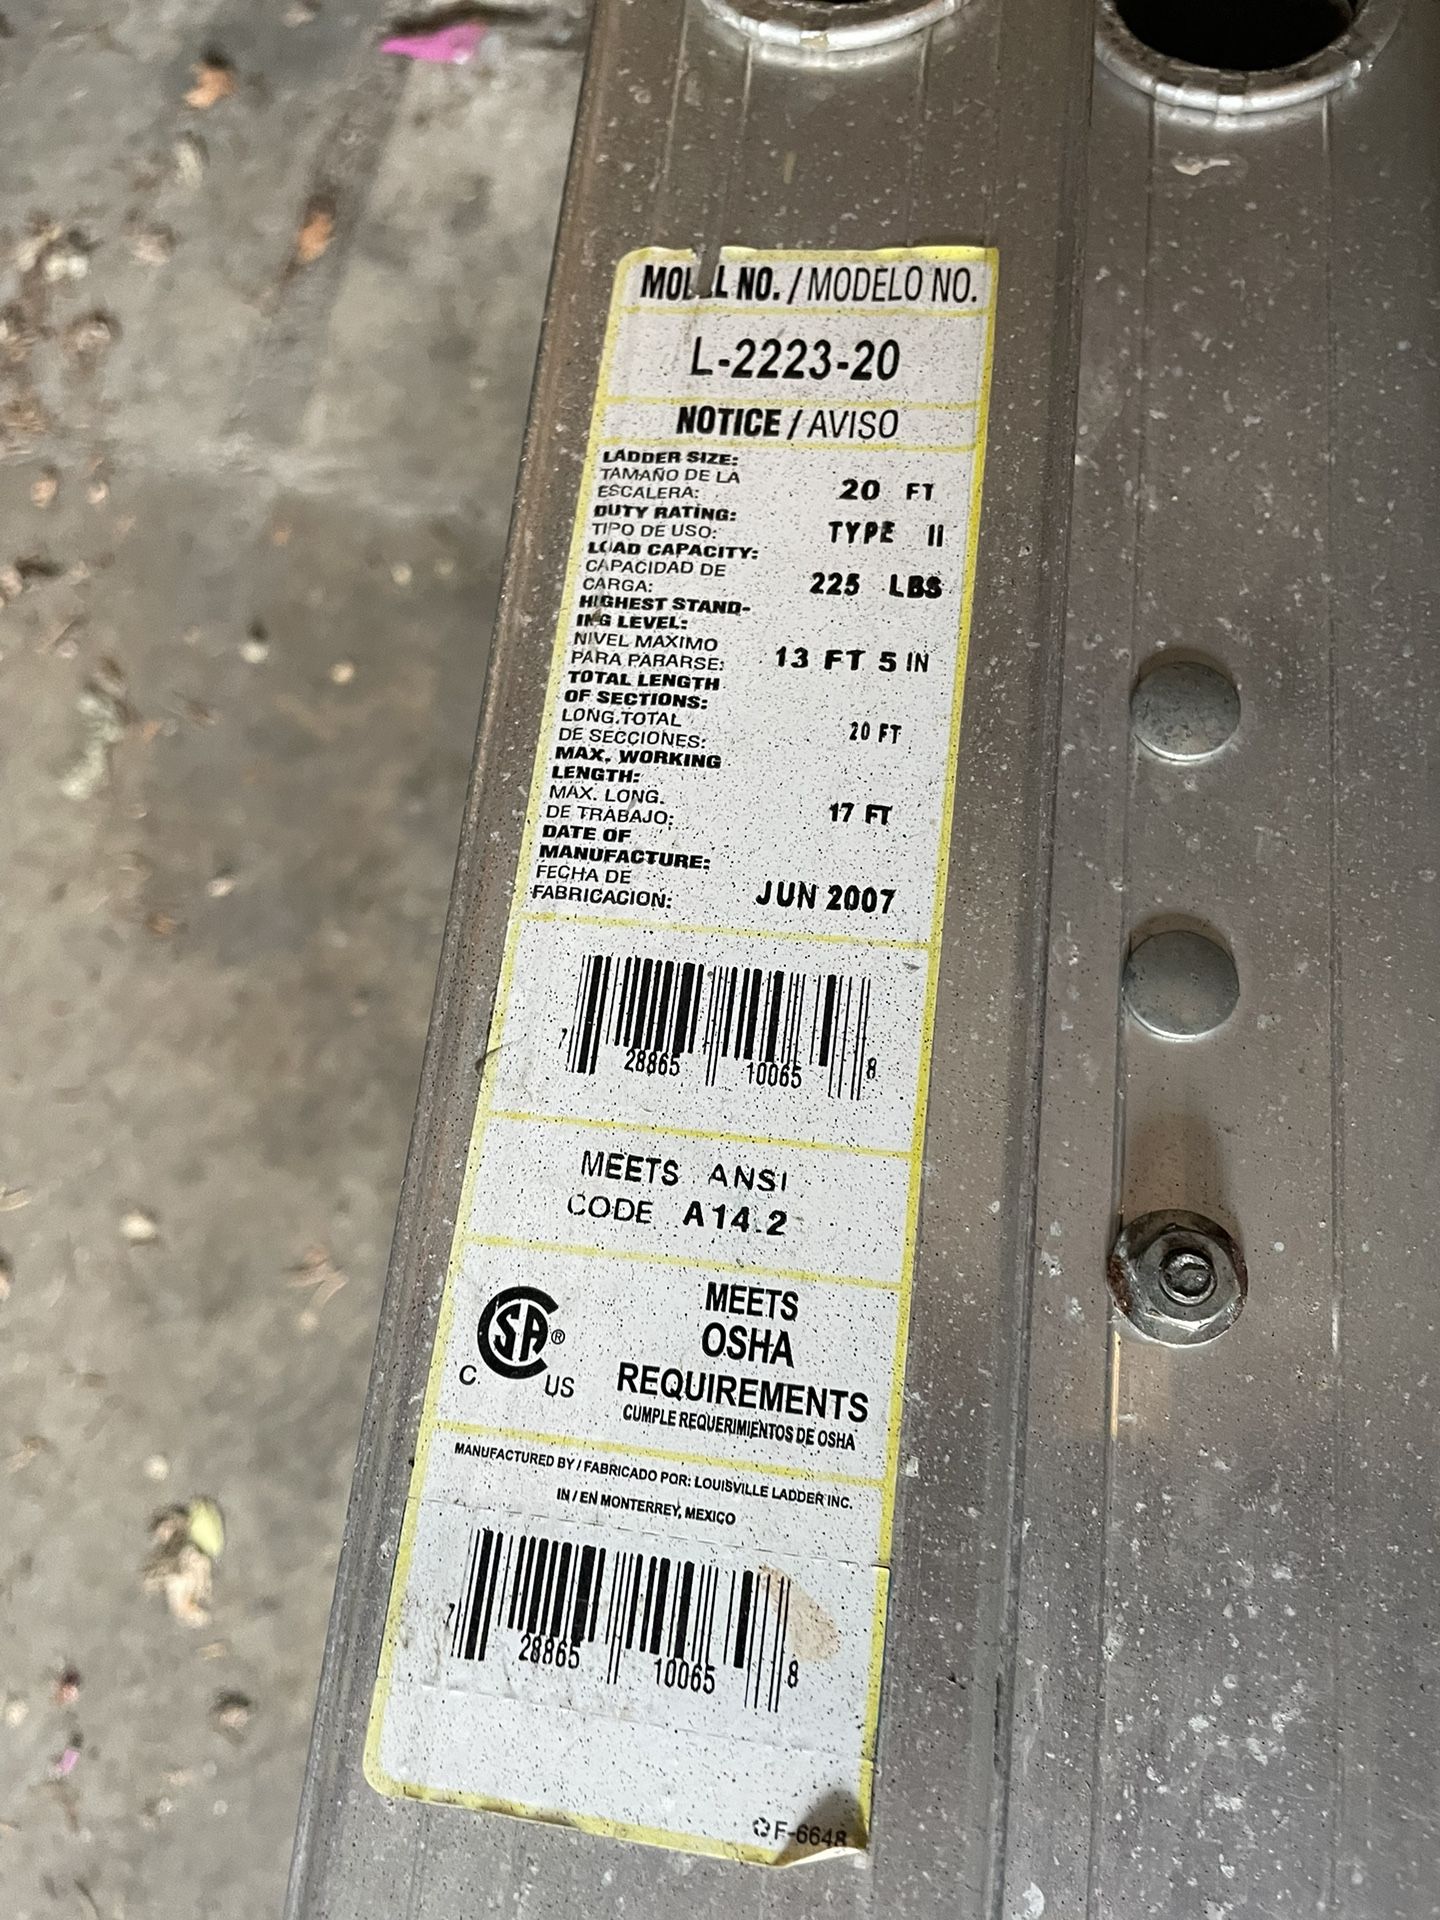 MODEL NO. / MODELO NO.
L-2223-20
NOTICE / AVISO
LADDER SIZE:
TAMAÑO DE LA
ESCALERA: 20 FT
DUTY RATING:
TIPO DE USO: TYPE II
LOAD CAPACITY:
CAPACIDAD DE
CARGA: 225 LBS
HIGHEST STAND-
ING LEVEL:
NIVEL MAXIMO
PARA PARARSE: 13 FT 5 IN
TOTAL LENGTH
OF SECTIONS:
LONG.TOTAL
DE SECCIONES: 20 FT
MAX. WORKING
LENGTH:
MAX. LONG.
DE TRABAJO: 17 FT
DATE OF
MANUFACTURE:
FECHA DE
FABRICACION: JUN 2007
7 28865 10065 8
MEETS ANSI
CODE A14.2
CSA®
C US
MEETS
OSHA
REQUIREMENTS
CUMPLE REQUERIMIENTOS DE OSHA
MANUFACTURED BY / FABRICADO POR: LOUISVILLE LADDER INC.
IN / EN MONTERREY, MEXICO
7 28865 10065 8
F-6648